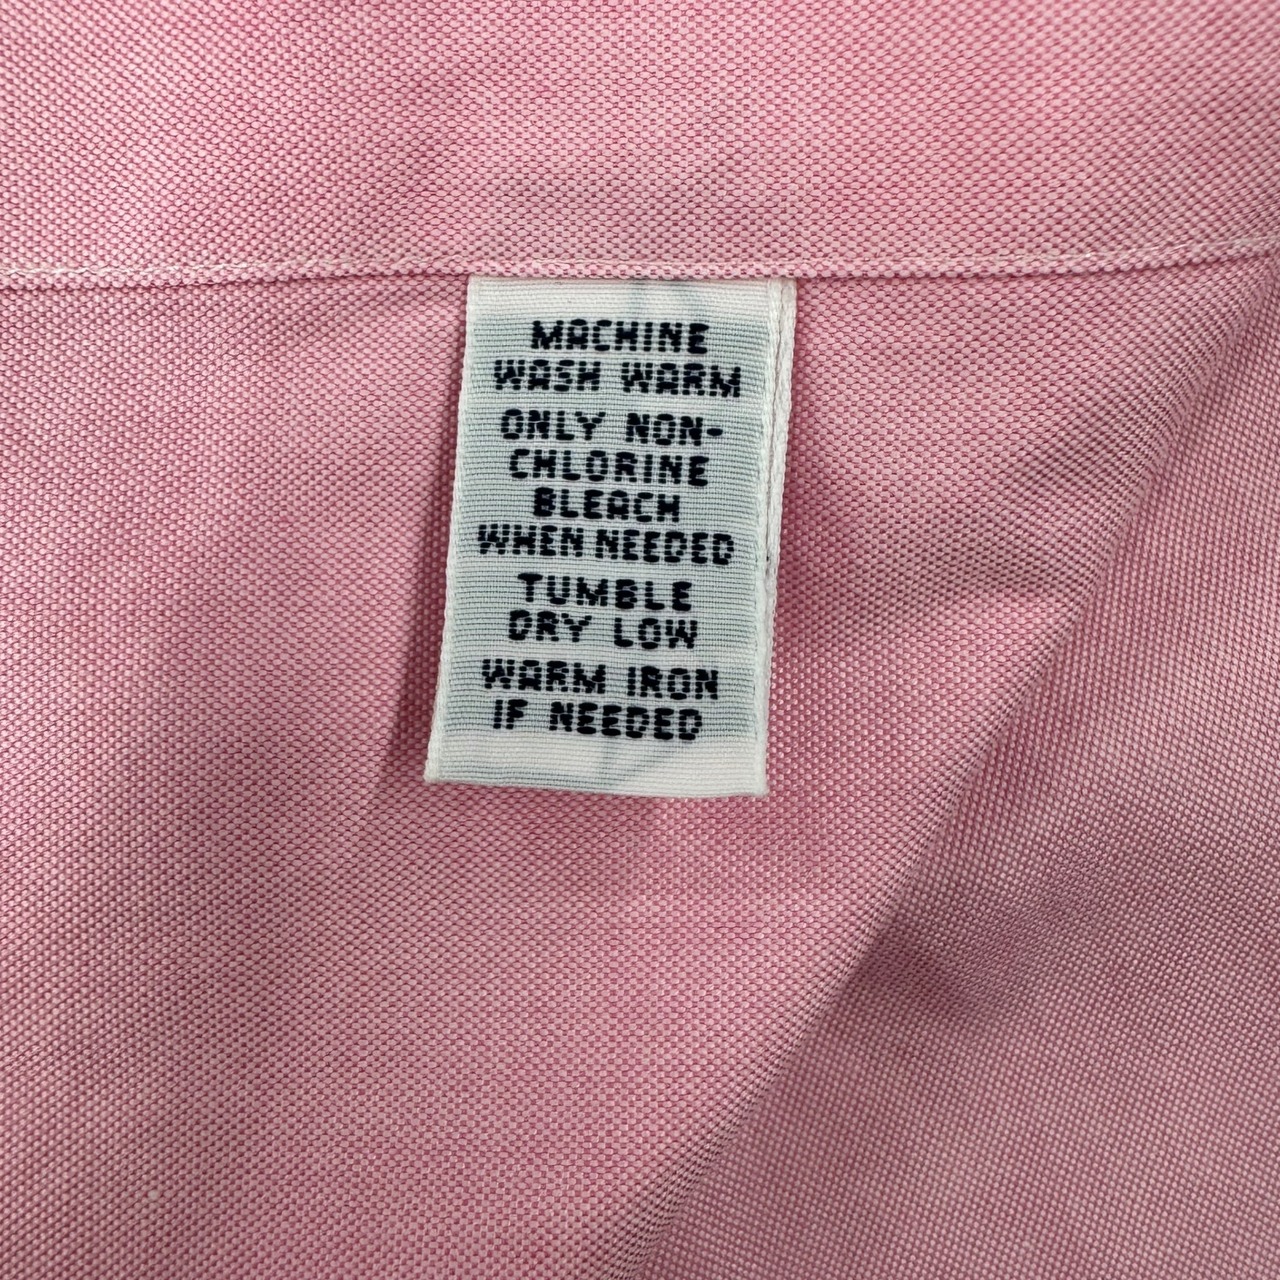 MACHINE
WASH WARM
ONLY NON-
CHLORINE
BLEACH
WHEN NEEDED
TUMBLE
DRY LOW
WARM IRON
IF NEEDED